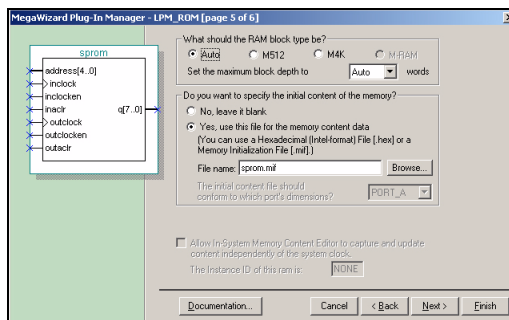 MegaWizard Plug-In Manager - LPM_ROM [page 5 of 6]
sprom
address[4..0]
inclock
inclocken
inaclr
q[7..0]
outclock
outclocken
outaclr
What should the RAM block type be?
Auto
M512
M4K
M-RAM
Set the maximum block depth to
Auto
words
Do you want to specify the initial content of the memory?
No, leave it blank
Yes, use this file for the memory content data
(You can use a Hexadecimal (Intel-format) File [.hex] or a
Memory Initialization File [.mif].)
File name: sprom.mif
Browse...
The initial content file should
conform to which port's dimensions?
PORT_A
Allow In-System Memory Content Editor to capture and update
content independently of the system clock.
The Instance ID of this ram is: NONE
Documentation...
Cancel
< Back
Next >
Finish